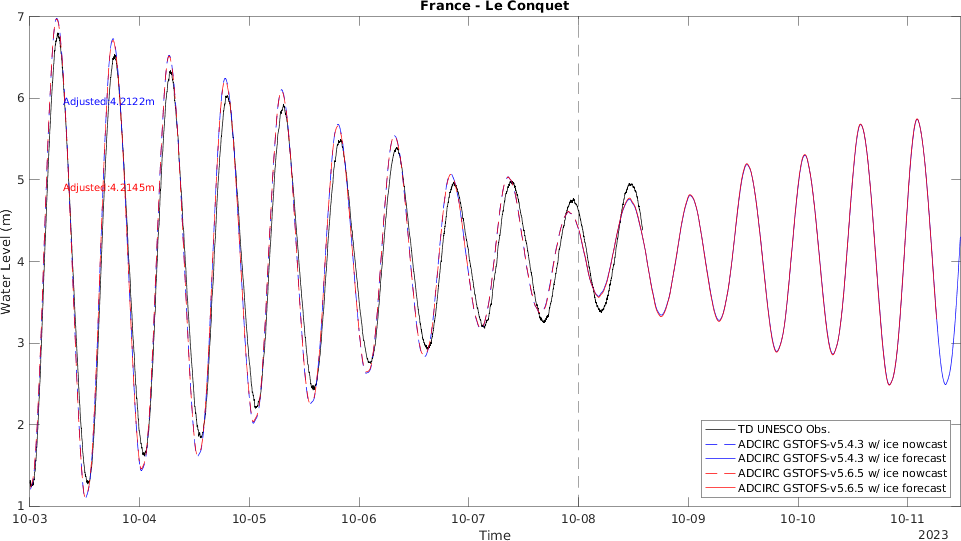 France - Le Conquet
7
6
5
4
3
2
1
Water Level (m)
Adjusted:4.2122m
Adjusted:4.2145m
TD UNESCO Obs.
ADCIRC GSTOFS-v5.4.3 w/ ice nowcast
ADCIRC GSTOFS-v5.4.3 w/ ice forecast
ADCIRC GSTOFS-v5.6.5 w/ ice nowcast
ADCIRC GSTOFS-v5.6.5 w/ ice forecast
10-03 10-04 10-05 10-06 10-07 10-08 10-09 10-10 10-11
Time
2023